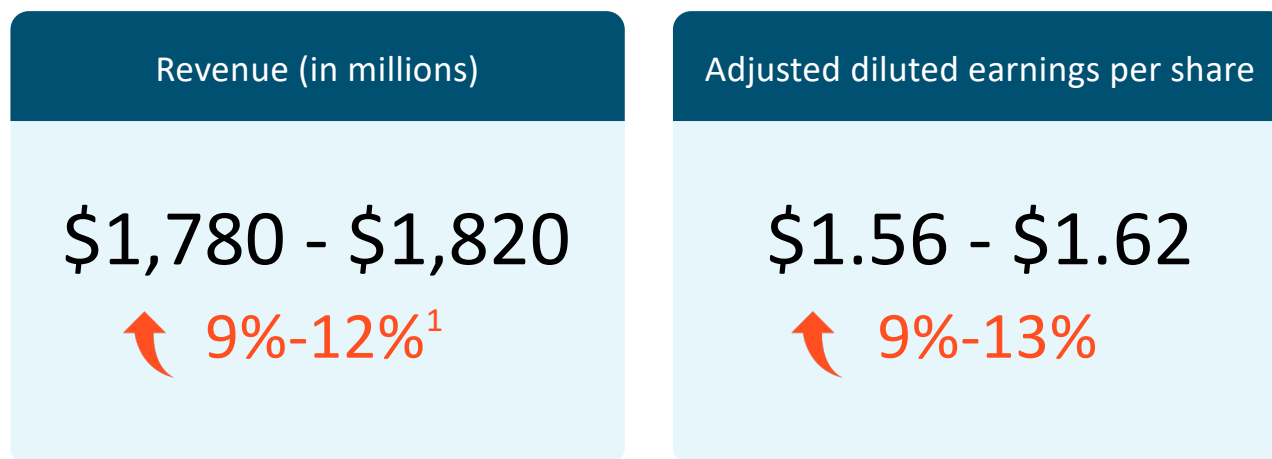 Revenue (in millions)
$1,780 - $1,820
9%-12%¹
Adjusted diluted earnings per share
$1.56 - $1.62
9%-13%